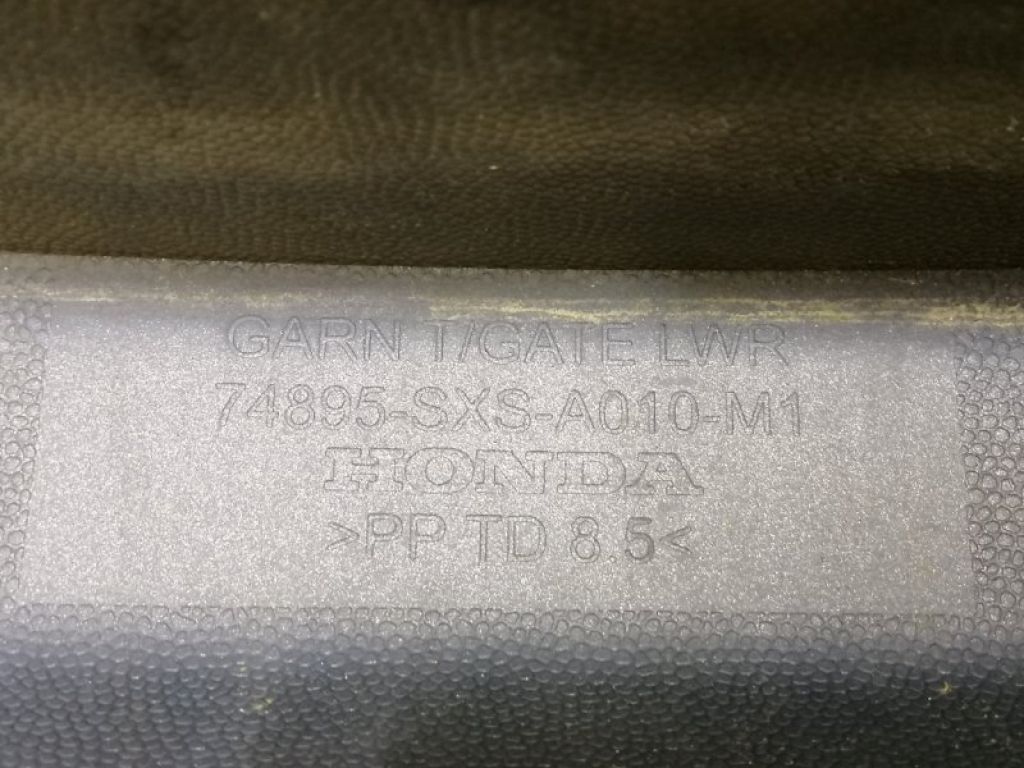 GARN T/GATE LWR
74895-SXS-A010-M1
HONDA
>PP TD 8.5<